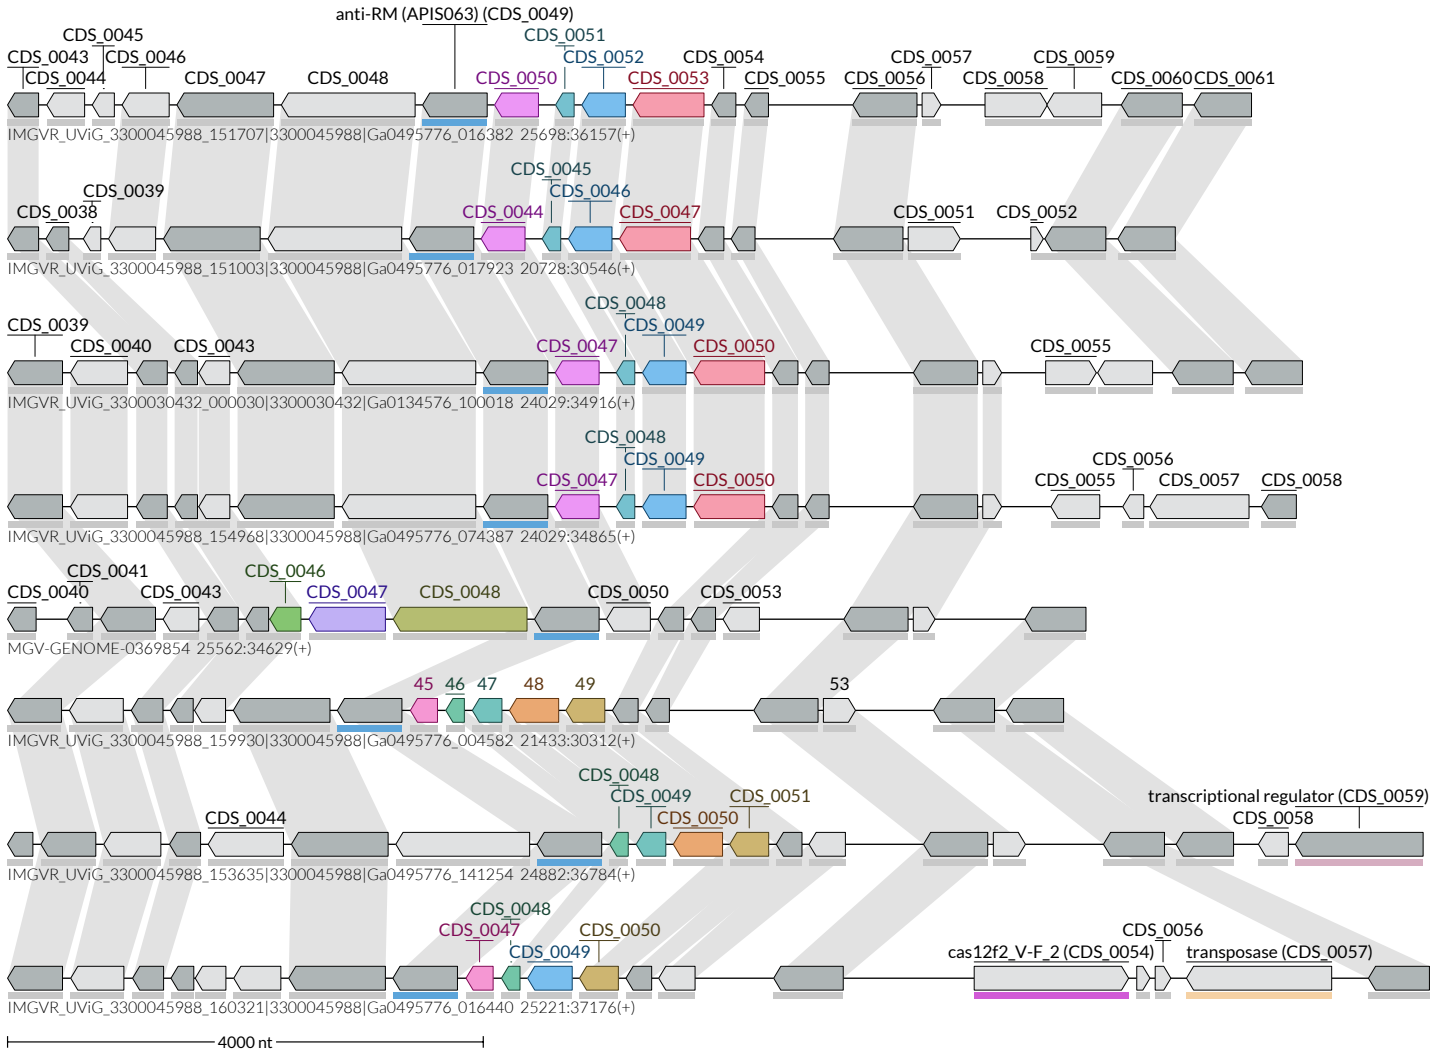 anti-RM (APIS063) (CDS_0049)
CDS_0045 CDS_0051
CDS_0043 CDS_0046 CDS_0052 CDS_0054 CDS_0057 CDS_0059
CDS_0044 CDS_0047 CDS_0048 CDS_0050 CDS_0053 CDS_0055 CDS_0056 CDS_0058 CDS_0060 CDS_0061
IMGVR_UViG_3300045988_151707|3300045988|Ga0495776_016382 25698:36157(+)
CDS_0045
CDS_0039 CDS_0046
CDS_0038 CDS_0044 CDS_0047 CDS_0051 CDS_0052
IMGVR_UViG_3300045988_151003|3300045988|Ga0495776_017923 20728:30546(+)
CDS_0048
CDS_0039 CDS_0049
CDS_0040 CDS_0043 CDS_0047 CDS_0050 CDS_0055
IMGVR_UViG_3300030432_000030|3300030432|Ga0134576_100018 24029:34916(+)
CDS_0048
CDS_0049 CDS_0056
CDS_0047 CDS_0050 CDS_0055 CDS_0057 CDS_0058
IMGVR_UViG_3300045988_154968|3300045988|Ga0495776_074387 24029:34865(+)
CDS_0041 CDS_0046
CDS_0040 CDS_0043 CDS_0047 CDS_0048 CDS_0050 CDS_0053
MGV-GENOME-0369854 25562:34629(+)
45 46 47 48 49 53
IMGVR_UViG_3300045988_159930|3300045988|Ga0495776_004582 21433:30312(+)
CDS_0048
CDS_0049 CDS_0051 transcriptional regulator (CDS_0059)
CDS_0044 CDS_0050 CDS_0058
IMGVR_UViG_3300045988_153635|3300045988|Ga0495776_141254 24882:36784(+)
CDS_0048
CDS_0047 CDS_0050 CDS_0056
CDS_0049 cas12f2_V-F_2 (CDS_0054) transposase (CDS_0057)
IMGVR_UViG_3300045988_160321|3300045988|Ga0495776_016440 25221:37176(+)
4000 nt